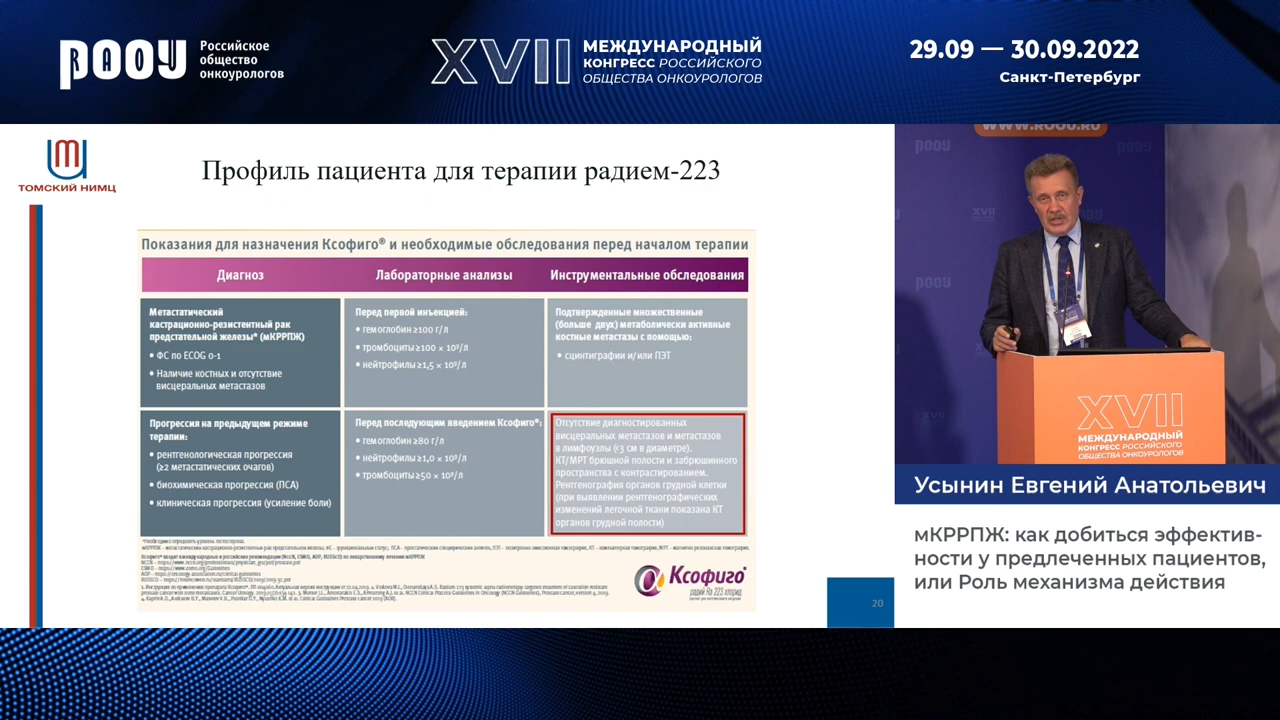 РООУ
Российское
общество
онкоурологов
XVII
МЕЖДУНАРОДНЫЙ
КОНГРЕСС РОССИЙСКОГО
ОБЩЕСТВА ОНКОУРОЛОГОВ
29.09 — 30.09.2022
Санкт-Петербург
ТОМСКИЙ НИМЦ
Профиль пациента для терапии радием-223
Показания для назначения Ксофиго® и необходимые обследования перед началом терапии
Диагноз
Лабораторные анализы
Инструментальные обследования
Метастатический
кастрационно-резистентный рак
предстательной железы* (мКРРПЖ)
• ФС по ECOG 0-1
• Наличие костных и отсутствие
висцеральных метастазов
Перед первой инъекцией:
• гемоглобин ≥100 г/л
• тромбоциты ≥100 × 10⁹/л
• нейтрофилы ≥1,5 × 10⁹/л
Подтвержденные множественные
(больше двух) метаболически активные
костные метастазы с помощью:
• сцинтиграфии и/или ПЭТ
Прогрессия на предыдущем режиме
терапии:
• рентгенологическая прогрессия
(≥2 метастатических очагов)
• биохимическая прогрессия (ПСА)
• клиническая прогрессия (усиление боли)
Перед последующим введением Ксофиго®:
• гемоглобин ≥80 г/л
• нейтрофилы ≥1,0 × 10⁹/л
• тромбоциты ≥50 × 10⁹/л
Отсутствие диагностированных
висцеральных метастазов и метастазов
в лимфоузлы (<3 см в диаметре).
КТ/МРТ брюшной полости и забрюшинного
пространства с контрастированием.
Рентгенография органов грудной клетки
(при выявлении рентгенографических
изменений легочной ткани показана КТ
органов грудной полости)
Ксофиго®
радий Ra 223 хлорид
20
WWW.ROOU.RU
XVII
МЕЖДУНАРОДНЫЙ
КОНГРЕСС РОССИЙСКОГО
ОБЩЕСТВА ОНКОУРОЛОГОВ
Усынин Евгений Анатольевич
мКРРПЖ: как добиться эффектив-
ности у предлеченных пациентов,
или Роль механизма действия